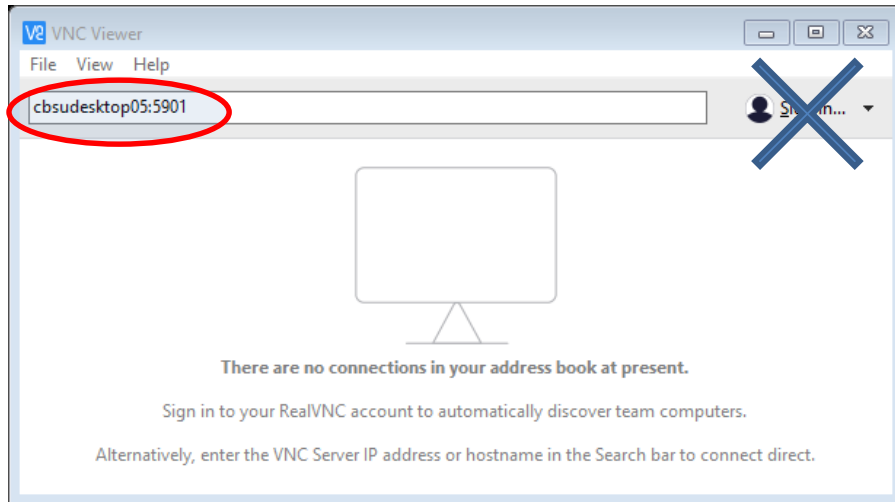 VNC Viewer
File View Help
cbsudesktop05:5901
Sign in...
There are no connections in your address book at present.
Sign in to your RealVNC account to automatically discover team computers.
Alternatively, enter the VNC Server IP address or hostname in the Search bar to connect direct.